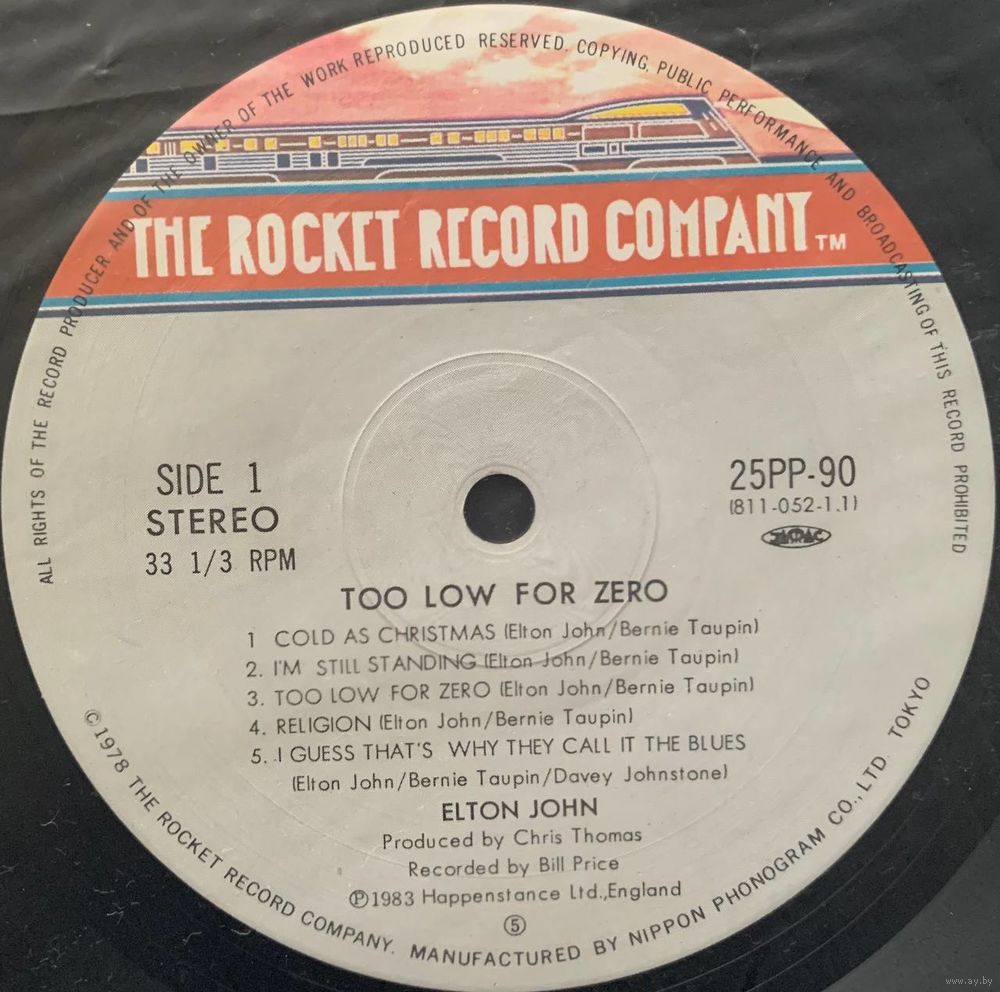 ALL RIGHTS OF THE RECORD PRODUCER AND OF THE OWNER OF THE WORK REPRODUCED RESERVED. COPYING, PUBLIC PERFORMANCE AND BROADCASTING OF THIS RECORD PROHIBITED
THE ROCKET RECORD COMPANY TM
SIDE 1
STEREO
33 1/3 RPM
25PP-90
(811-052-1.1)
JASRAC
TOO LOW FOR ZERO
1 COLD AS CHRISTMAS (Elton John/Bernie Taupin)
2. I'M STILL STANDING (Elton John/Bernie Taupin)
3. TOO LOW FOR ZERO (Elton John/Bernie Taupin)
4. RELIGION (Elton John/Bernie Taupin)
5. I GUESS THAT'S WHY THEY CALL IT THE BLUES
(Elton John/Bernie Taupin/Davey Johnstone)
ELTON JOHN
Produced by Chris Thomas
Recorded by Bill Price
℗1983 Happenstance Ltd.,England
⑤
©1978 THE ROCKET RECORD COMPANY. MANUFACTURED BY NIPPON PHONOGRAM CO., LTD. TOKYO
www.ay.by